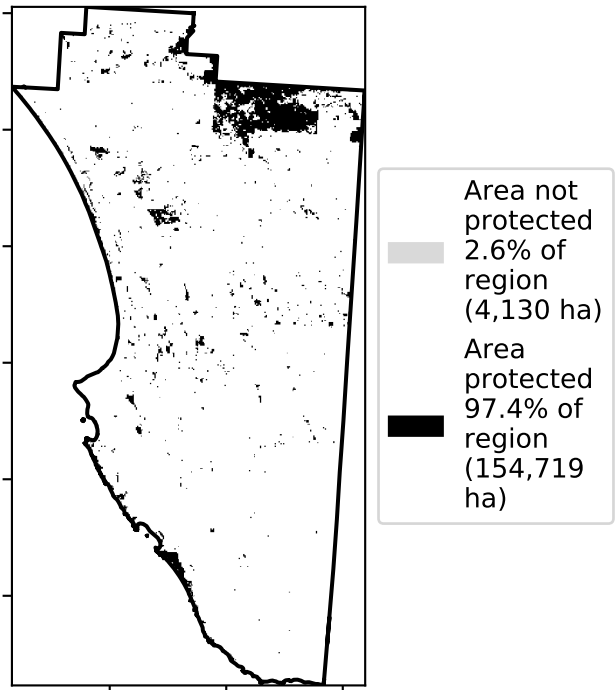 Area not
protected
2.6% of
region
(4,130 ha)
Area
protected
97.4% of
region
(154,719
ha)